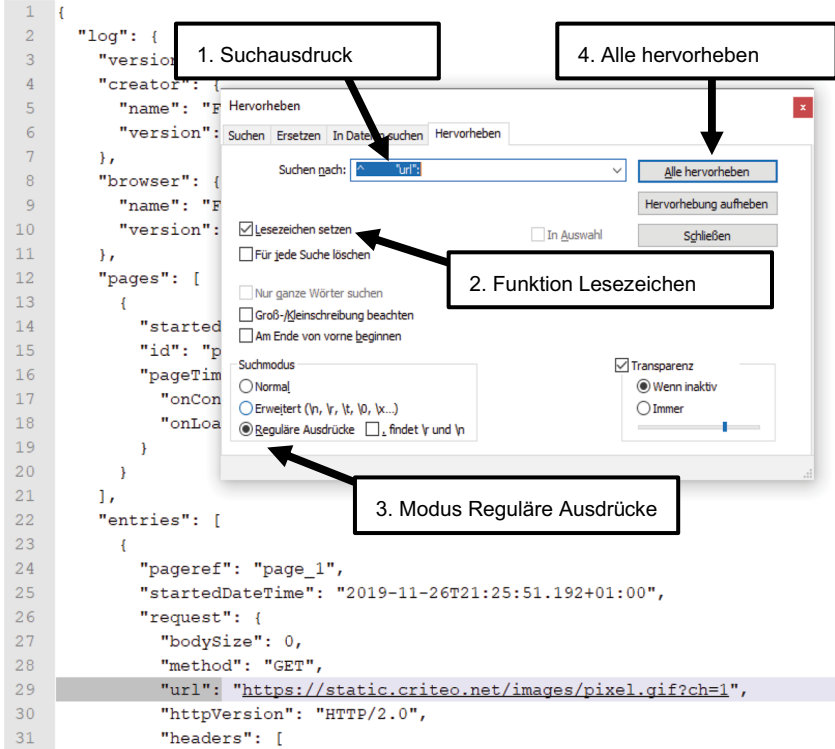 1 {
2 "log": {
1. Suchausdruck
4. Alle hervorheben
3 "version
4 "creator": {
5 "name": "F
6 "version":
7 },
8 "browser": {
9 "name": "F
10 "version":
11 },
12 "pages": [
13 {
14 "started
15 "id": "p
16 "pageTim
17 "onCon
18 "onLoa
19 }
20 }
21 ],
Hervorheben
x
Suchen Ersetzen In Dateien suchen Hervorheben
Suchen nach: ^ "url": Alle hervorheben
Hervorhebung aufheben
Lesezeichen setzen In Auswahl Schließen
Für jede Suche löschen
2. Funktion Lesezeichen
Nur ganze Wörter suchen
Groß-/Kleinschreibung beachten
Am Ende von vorne beginnen
Suchmodus
Normal
Erweitert (\n, \r, \t, \0, \x...)
Reguläre Ausdrücke . findet \r und \n
Transparenz
Wenn inaktiv
Immer
3. Modus Reguläre Ausdrücke
22 "entries": [
23 {
24 "pageref": "page_1",
25 "startedDateTime": "2019-11-26T21:25:51.192+01:00",
26 "request": {
27 "bodySize": 0,
28 "method": "GET",
29 "url": "https://static.criteo.net/images/pixel.gif?ch=1",
30 "httpVersion": "HTTP/2.0",
31 "headers": [